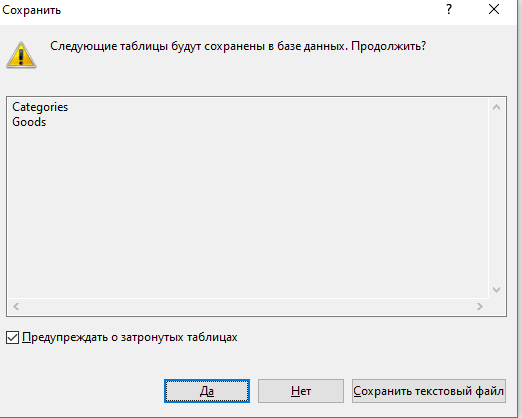 Сохранить
?
Следующие таблицы будут сохранены в базе данных. Продолжить?
Categories
Goods
Предупреждать о затронутых таблицах
Да
Нет
Сохранить текстовый файл